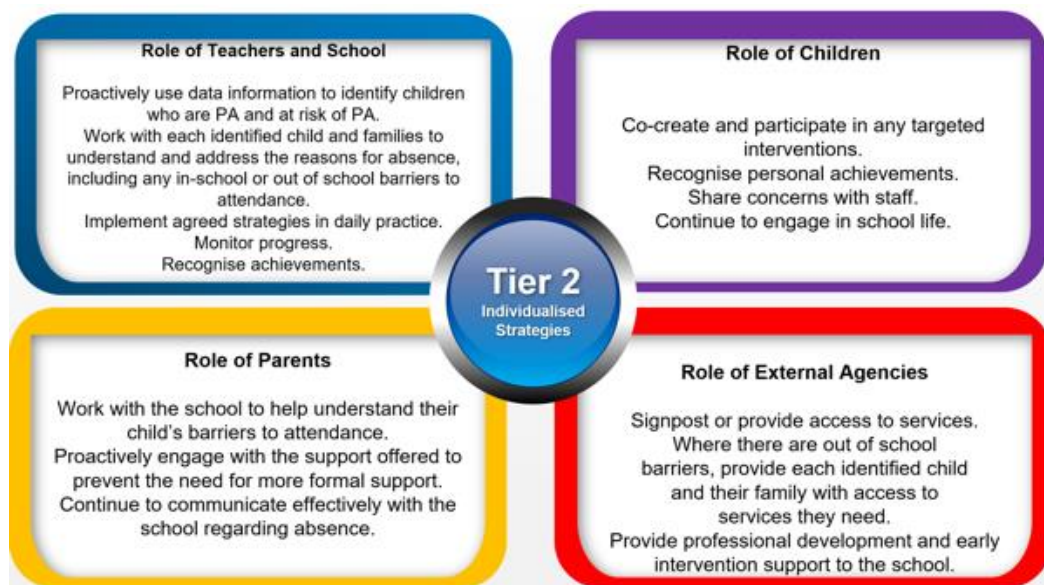 Role of Teachers and School
Proactively use data information to identify children
who are PA and at risk of PA.
Work with each identified child and families to
understand and address the reasons for absence,
including any in-school or out of school barriers to
attendance.
Implement agreed strategies in daily practice.
Monitor progress.
Recognise achievements.
Role of Children
Co-create and participate in any targeted
interventions.
Recognise personal achievements.
Share concerns with staff.
Continue to engage in school life.
Tier 2
Individualised
Strategies
Role of Parents
Work with the school to help understand their
child's barriers to attendance.
Proactively engage with the support offered to
prevent the need for more formal support.
Continue to communicate effectively with the
school regarding absence.
Role of External Agencies
Signpost or provide access to services.
Where there are out of school
barriers, provide each identified child
and their family with access to
services they need.
Provide professional development and early
intervention support to the school.